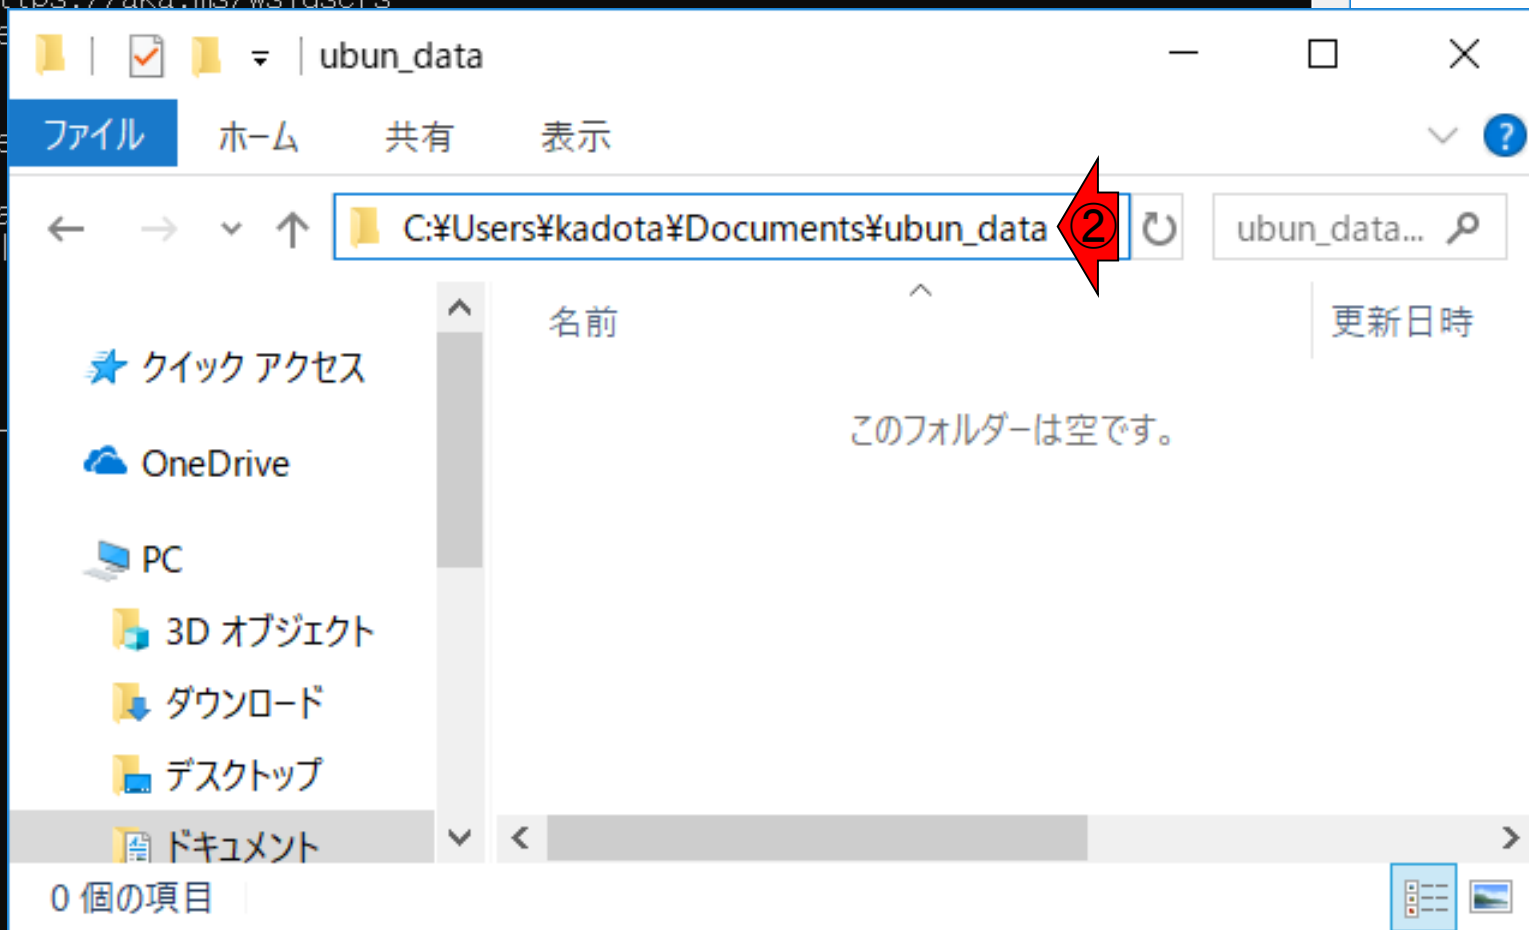 ubun_data
ファイル ホーム 共有 表示
C:¥Users¥kadota¥Documents¥ubun_data ② ubun_data...
名前 更新日時
このフォルダーは空です。
クイック アクセス
OneDrive
PC
3D オブジェクト
ダウンロード
デスクトップ
ドキュメント
0 個の項目